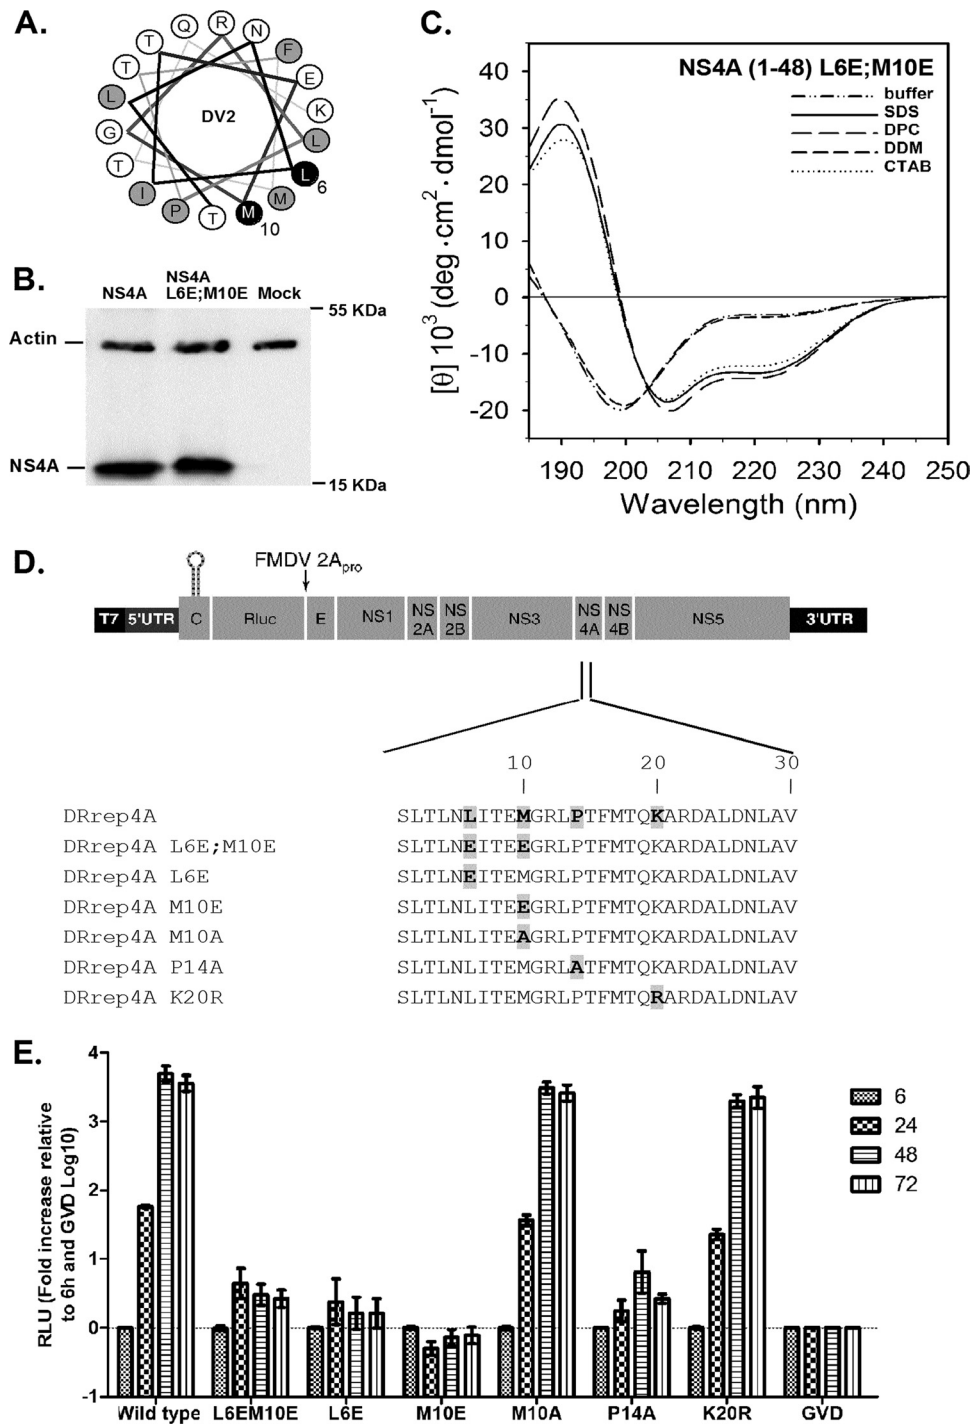 A.
Q R N
T F
T E
L K
G DV2 L
T L 6
I M
P T M
10
B.
NS4A
NS4A L6E;M10E
Mock
55 KDa
Actin
NS4A
15 KDa
C.
NS4A (1-48) L6E;M10E
buffer
SDS
DPC
DDM
CTAB
[θ] 10³ (deg·cm²·dmol⁻¹)
40
30
20
10
0
-10
-20
190 200 210 220 230 240 250
Wavelength (nm)
D.
FMDV 2Apro
T7 5'UTR C Rluc E NS1 NS 2A NS 2B NS3 NS 4A NS 4B NS5 3'UTR
10 20 30
DRrep4A SLTLNLITEMGRLPTFMTQKARDALDNLAV
DRrep4A L6E;M10E SLTLNEITEEGRLPTFMTQKARDALDNLAV
DRrep4A L6E SLTLNEITEMGRLPTFMTQKARDALDNLAV
DRrep4A M10E SLTLNLITEEGRLPTFMTQKARDALDNLAV
DRrep4A M10A SLTLNLITEAGRLPTFMTQKARDALDNLAV
DRrep4A P14A SLTLNLITEMGRLATFMTQKARDALDNLAV
DRrep4A K20R SLTLNLITEMGRLPTFMTQRARDALDNLAV
E.
RLU (Fold increase relative
to 6h and GVD Log10)
4
3
2
1
0
-1
Wild type L6EM10E L6E M10E M10A P14A K20R GVD
6
24
48
72